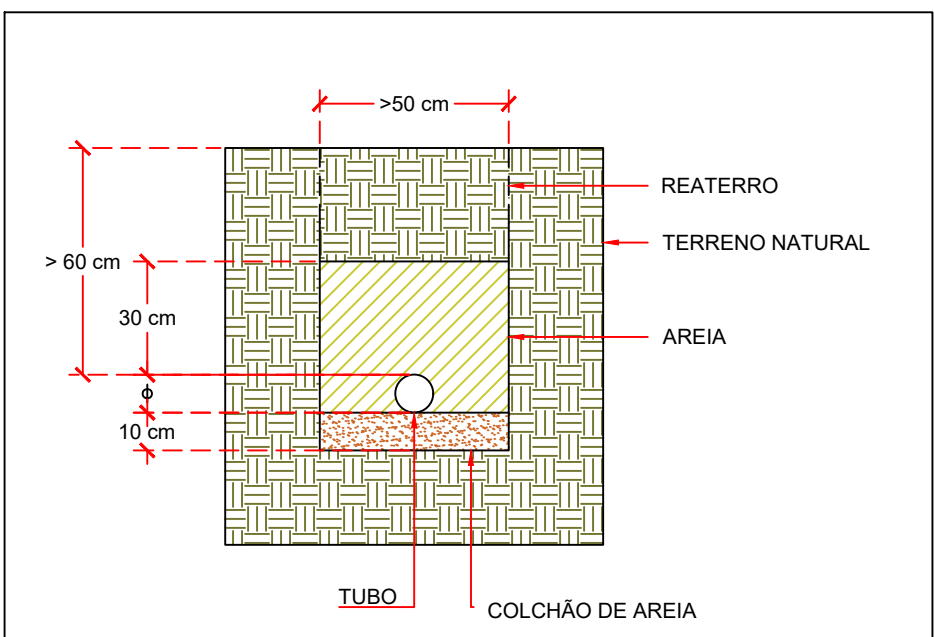 >50 cm
REATERRO
TERRENO NATURAL
> 60 cm
30 cm
AREIA
ϕ
10 cm
TUBO
COLCHÃO DE AREIA